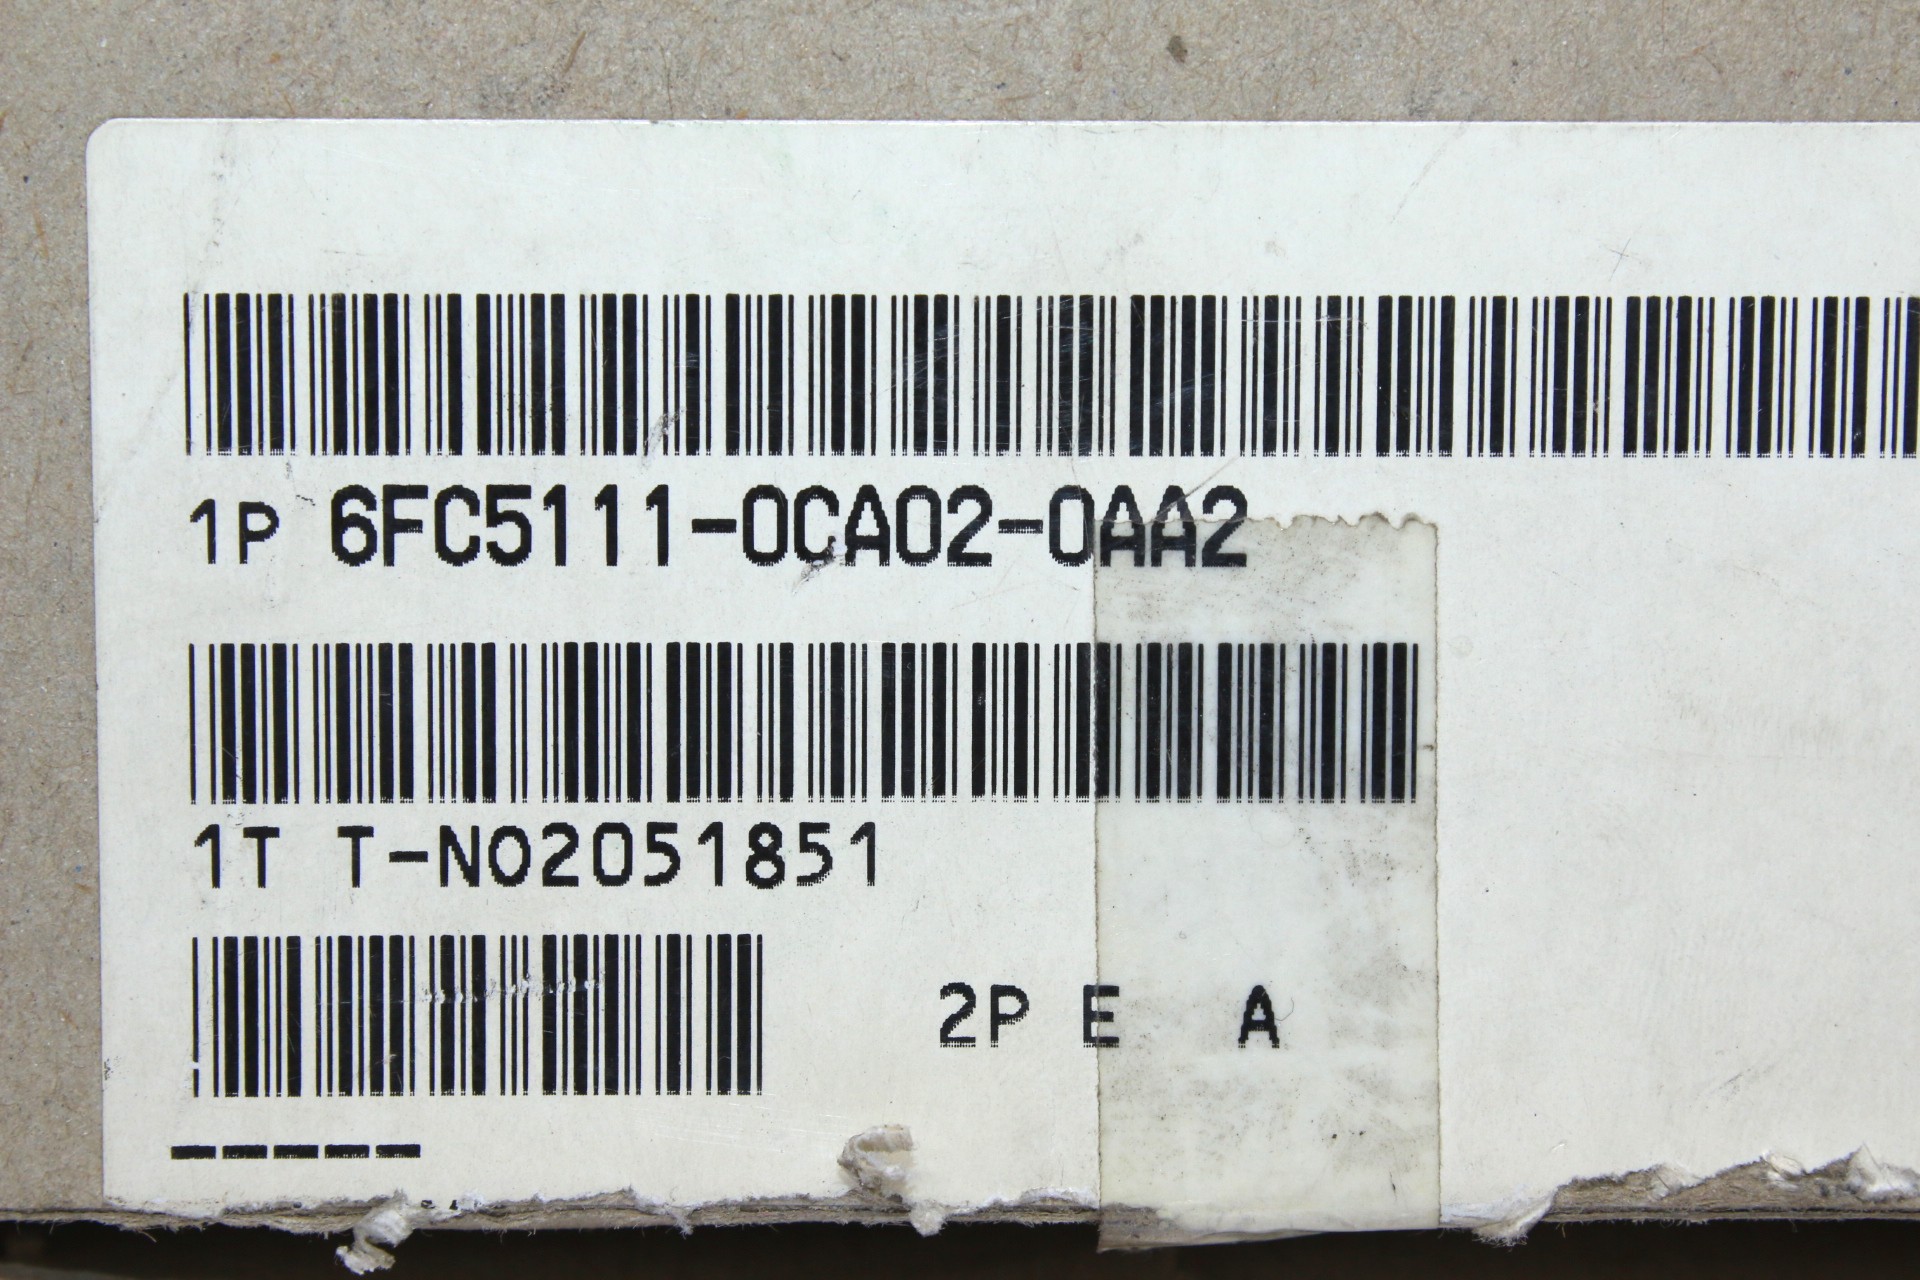 1P 6FC5111-0CA02-0AA2
1T T-N02051851
2P E A
-----